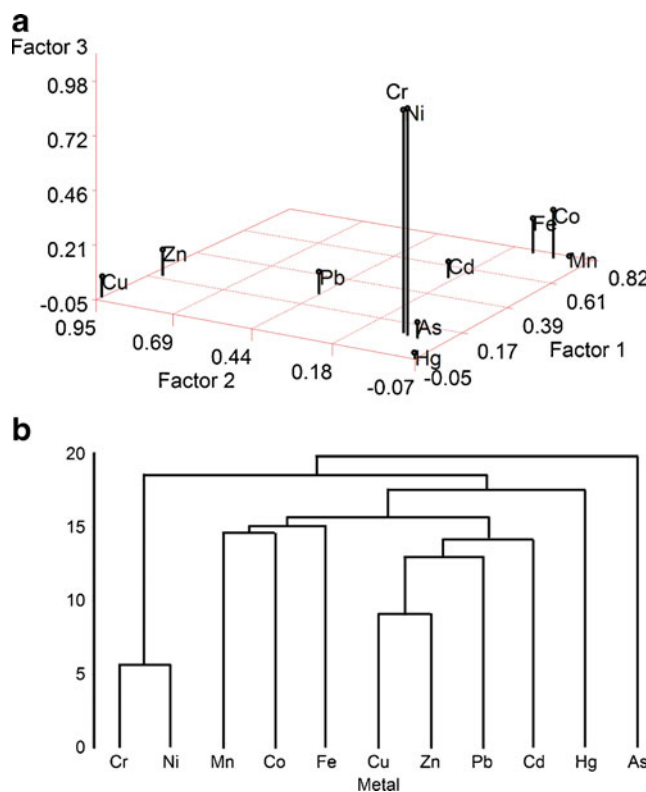 a
Factor 3
0.98
0.72
0.46
0.21
-0.05
Cr
Ni
Fe
Co
Mn
Zn
Cu
Pb
Cd
As
Hg
0.95
0.69
0.44
0.18
-0.07
Factor 2
-0.05
0.17
0.39
0.61
0.82
Factor 1
b
20
15
10
5
0
Cr Ni Mn Co Fe Cu Zn Pb Cd Hg As
Metal